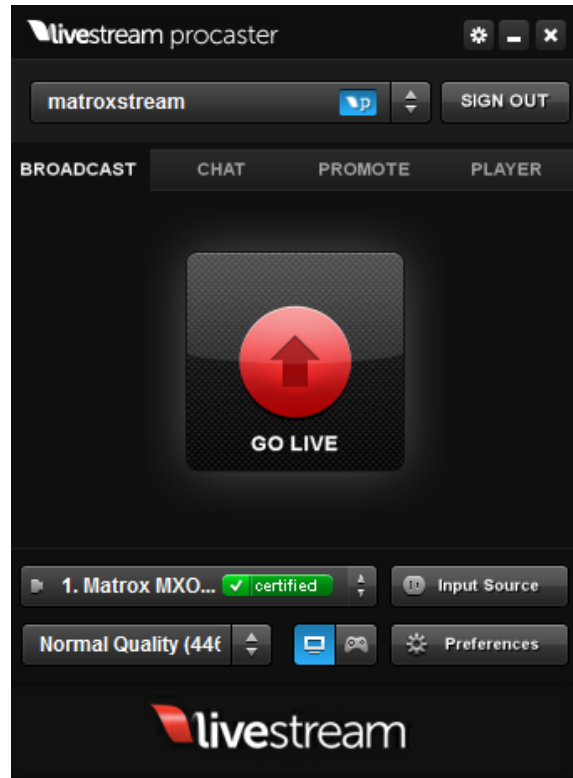 livestream procaster
matroxstream p SIGN OUT
BROADCAST CHAT PROMOTE PLAYER
GO LIVE
1. Matrox MXO... certified Input Source
Normal Quality (446 Preferences
livestream